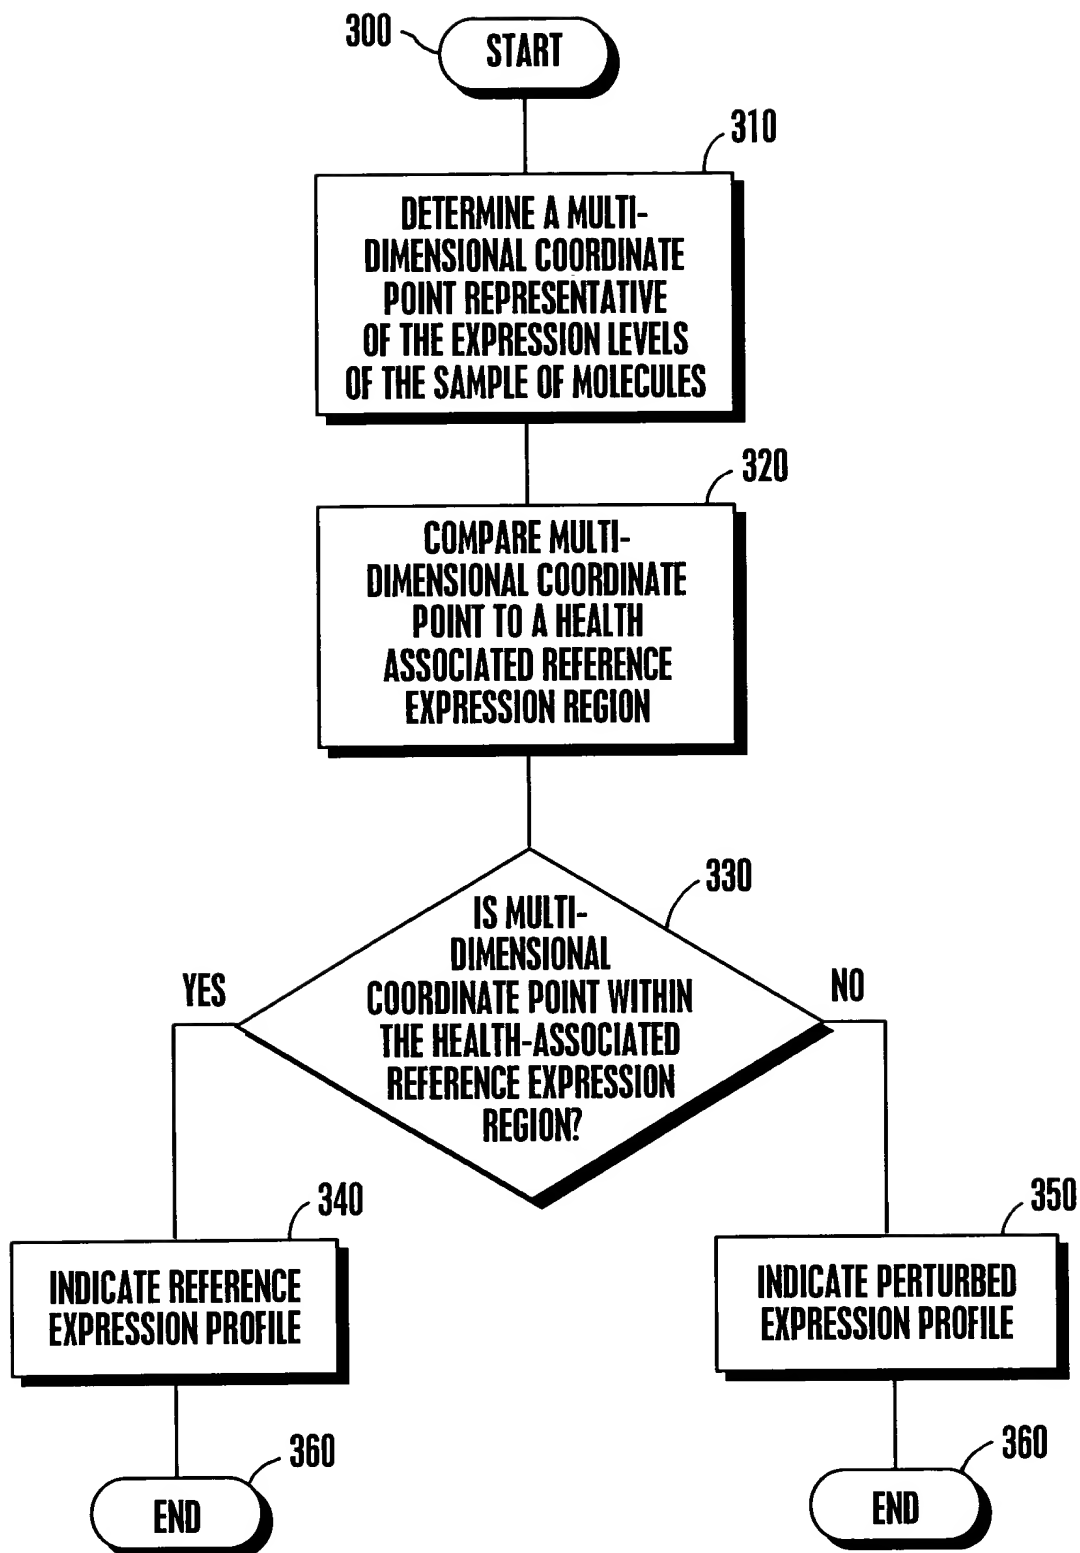 300
START
310
DETERMINE A MULTI-
DIMENSIONAL COORDINATE
POINT REPRESENTATIVE
OF THE EXPRESSION LEVELS
OF THE SAMPLE OF MOLECULES
320
COMPARE MULTI-
DIMENSIONAL COORDINATE
POINT TO A HEALTH
ASSOCIATED REFERENCE
EXPRESSION REGION
330
IS MULTI-
DIMENSIONAL
COORDINATE POINT WITHIN
THE HEALTH-ASSOCIATED
REFERENCE EXPRESSION
REGION?
YES
NO
340
INDICATE REFERENCE
EXPRESSION PROFILE
350
INDICATE PERTURBED
EXPRESSION PROFILE
360
END
360
END